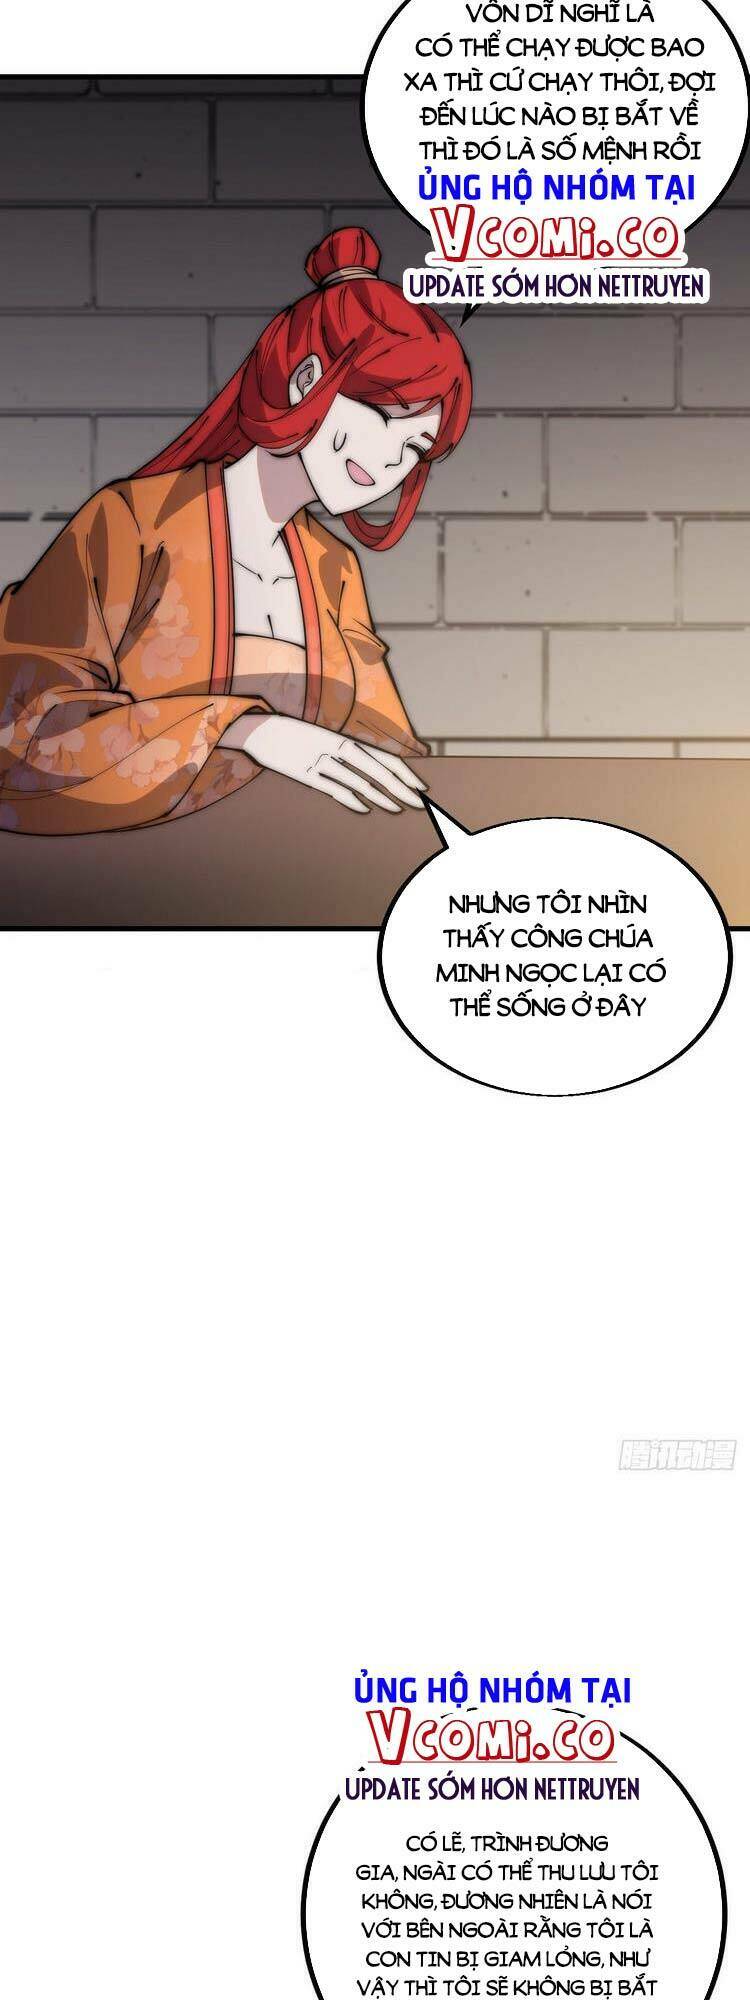 VỐN DĨ NGHĨ LÀ
CÓ THỂ CHẠY ĐƯỢC BAO
XA THÌ CỨ CHẠY THÔI, ĐỢI
ĐẾN LÚC NÀO BỊ BẮT VỀ
THÌ ĐÓ LÀ SỐ MỆNH RỒI
ỦNG HỘ NHÓM TẠI
VCOMI.CO
UPDATE SỚM HƠN NETTRUYEN
NHƯNG TÔI NHÌN
THẤY CÔNG CHÚA
MINH NGỌC LẠI CÓ
THỂ SỐNG Ở ĐÂY
腾讯动漫
ỦNG HỘ NHÓM TẠI
VCOMI.CO
UPDATE SỚM HƠN NETTRUYEN
CÓ LẼ, TRÌNH ĐƯƠNG
GIA, NGÀI CÓ THỂ THU LƯU TÔI
KHÔNG, ĐƯƠNG NHIÊN LÀ NÓI
VỚI BÊN NGOÀI RẰNG TÔI LÀ
CON TIN BỊ GIAM LỎNG, NHƯ
VẬY THÌ TÔI SẼ KHÔNG BỊ BẮT